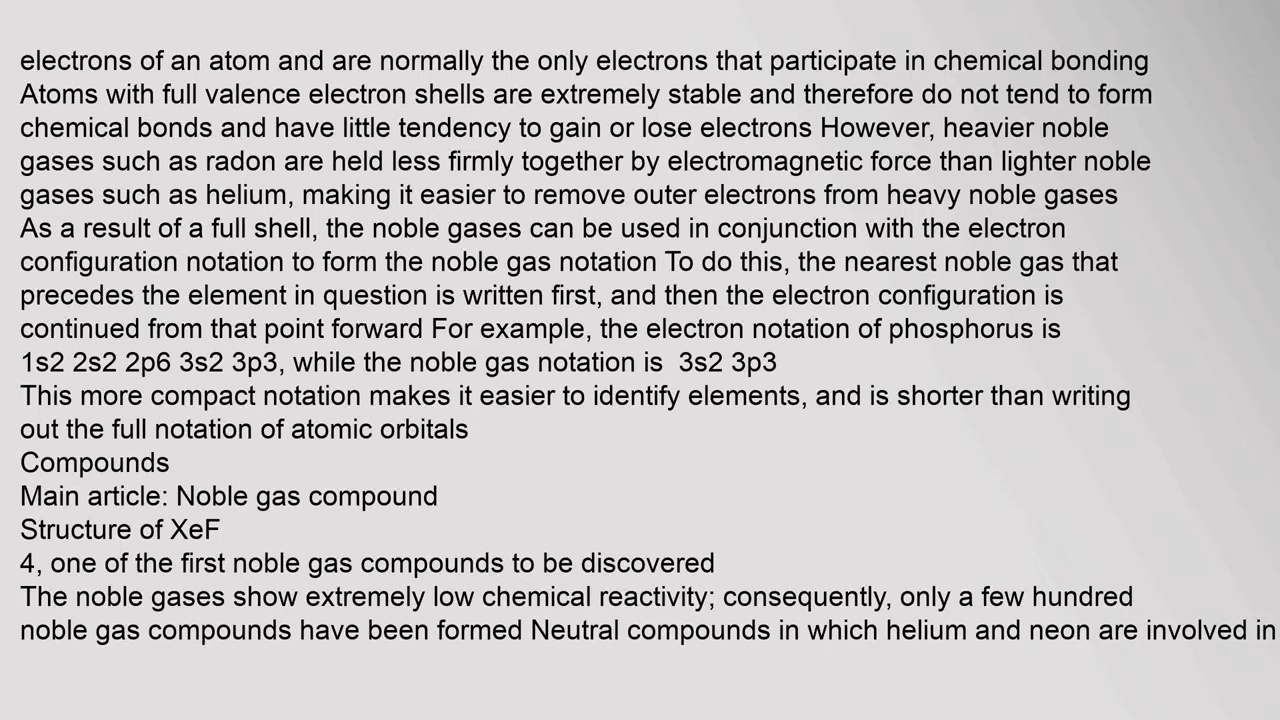 electrons of an atom and are normally the only electrons that participate in chemical bonding
Atoms with full valence electron shells are extremely stable and therefore do not tend to form
chemical bonds and have little tendency to gain or lose electrons However, heavier noble
gases such as radon are held less firmly together by electromagnetic force than lighter noble
gases such as helium, making it easier to remove outer electrons from heavy noble gases
As a result of a full shell, the noble gases can be used in conjunction with the electron
configuration notation to form the noble gas notation To do this, the nearest noble gas that
precedes the element in question is written first, and then the electron configuration is
continued from that point forward For example, the electron notation of phosphorus is
1s2 2s2 2p6 3s2 3p3, while the noble gas notation is  3s2 3p3
This more compact notation makes it easier to identify elements, and is shorter than writing
out the full notation of atomic orbitals
Compounds
Main article: Noble gas compound
Structure of XeF
4, one of the first noble gas compounds to be discovered
The noble gases show extremely low chemical reactivity; consequently, only a few hundred
noble gas compounds have been formed Neutral compounds in which helium and neon are involved in